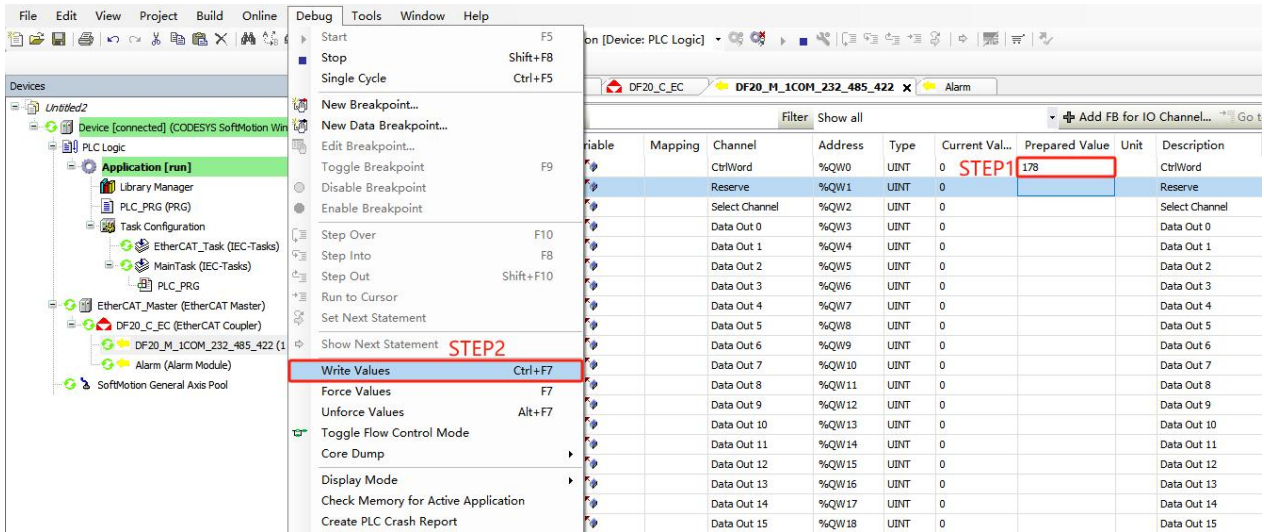 File Edit View Project Build Online Debug Tools Window Help
on [Device: PLC Logic]
Devices
Untitled2
Device [connected] (CODESYS SoftMotion Win
PLC Logic
Application [run]
Library Manager
PLC_PRG (PRG)
Task Configuration
EtherCAT_Task (IEC-Tasks)
MainTask (IEC-Tasks)
PLC_PRG
EtherCAT_Master (EtherCAT Master)
DF20_C_EC (EtherCAT Coupler)
DF20_M_1COM_232_485_422 (1
Alarm (Alarm Module)
SoftMotion General Axis Pool
Start F5
Stop Shift+F8
Single Cycle Ctrl+F5
New Breakpoint...
New Data Breakpoint...
Edit Breakpoint...
Toggle Breakpoint F9
Disable Breakpoint
Enable Breakpoint
Step Over F10
Step Into F8
Step Out Shift+F10
Run to Cursor
Set Next Statement
Show Next Statement
STEP2
Write Values Ctrl+F7
Force Values F7
Unforce Values Alt+F7
Toggle Flow Control Mode
Core Dump
Display Mode
Check Memory for Active Application
Create PLC Crash Report
DF20_C_EC DF20_M_1COM_232_485_422 x Alarm
Filter Show all Add FB for IO Channel... Go t
riable Mapping Channel Address Type Current Val... Prepared Value Unit Description
CtrlWord %QW0 UINT 0 STEP1 178 CtrlWord
Reserve %QW1 UINT 0 Reserve
Select Channel %QW2 UINT 0 Select Channel
Data Out 0 %QW3 UINT 0 Data Out 0
Data Out 1 %QW4 UINT 0 Data Out 1
Data Out 2 %QW5 UINT 0 Data Out 2
Data Out 3 %QW6 UINT 0 Data Out 3
Data Out 4 %QW7 UINT 0 Data Out 4
Data Out 5 %QW8 UINT 0 Data Out 5
Data Out 6 %QW9 UINT 0 Data Out 6
Data Out 7 %QW10 UINT 0 Data Out 7
Data Out 8 %QW11 UINT 0 Data Out 8
Data Out 9 %QW12 UINT 0 Data Out 9
Data Out 10 %QW13 UINT 0 Data Out 10
Data Out 11 %QW14 UINT 0 Data Out 11
Data Out 12 %QW15 UINT 0 Data Out 12
Data Out 13 %QW16 UINT 0 Data Out 13
Data Out 14 %QW17 UINT 0 Data Out 14
Data Out 15 %QW18 UINT 0 Data Out 15